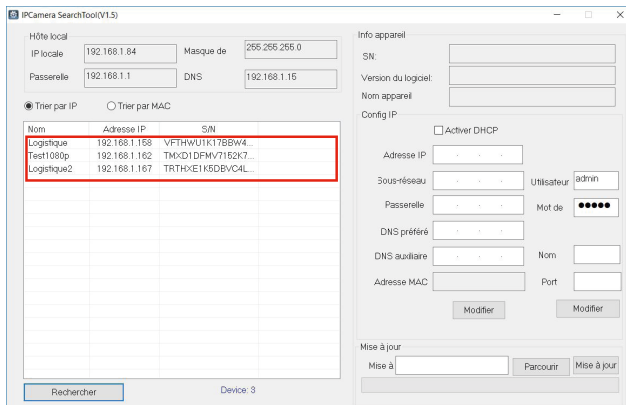 IPCamera SearchTool(V1.5)
Hôte local
IP locale 192.168.1.84 Masque de 255.255.255.0
Passerelle 192.168.1.1 DNS 192.168.1.15
Trier par IP Trier par MAC
Nom Adresse IP S/N
Logistique 192.168.1.158 VFTHWU1K17BBW4...
Test1080p 192.168.1.162 TMXD1DFMV7152K7...
Logistique2 192.168.1.167 TRTHXE1K5DBVC4L...
Rechercher Device: 3
Info appareil
SN:
Version du logiciel:
Nom appareil
Config IP
Activer DHCP
Adresse IP
Sous-réseau Utilisateur admin
Passerelle Mot de ●●●●●
DNS préféré
DNS auxiliaire Nom
Adresse MAC Port
Modifier Modifier
Mise à jour
Mise à Parcourir Mise à jour